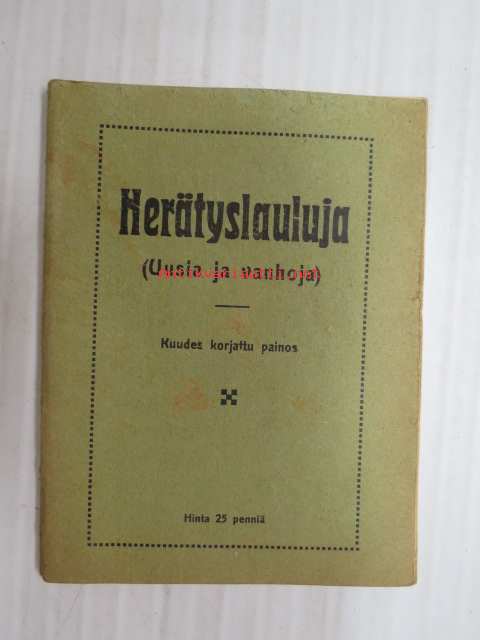 Herätyslauluja
(Uusia ja vanhoja)
Kuudes korjattu painos
Hinta 25 penniä